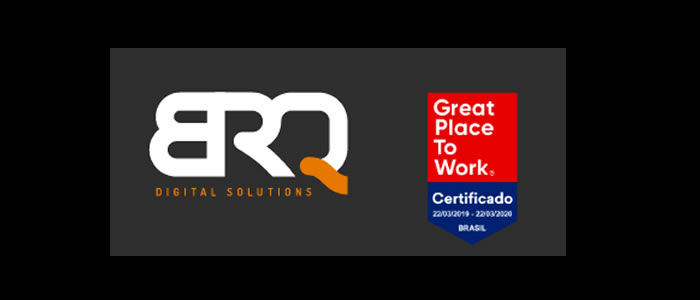 BRQ
DIGITAL SOLUTIONS
Great
Place
To
Work®
Certificado
22/03/2019 - 22/03/2020
BRASIL